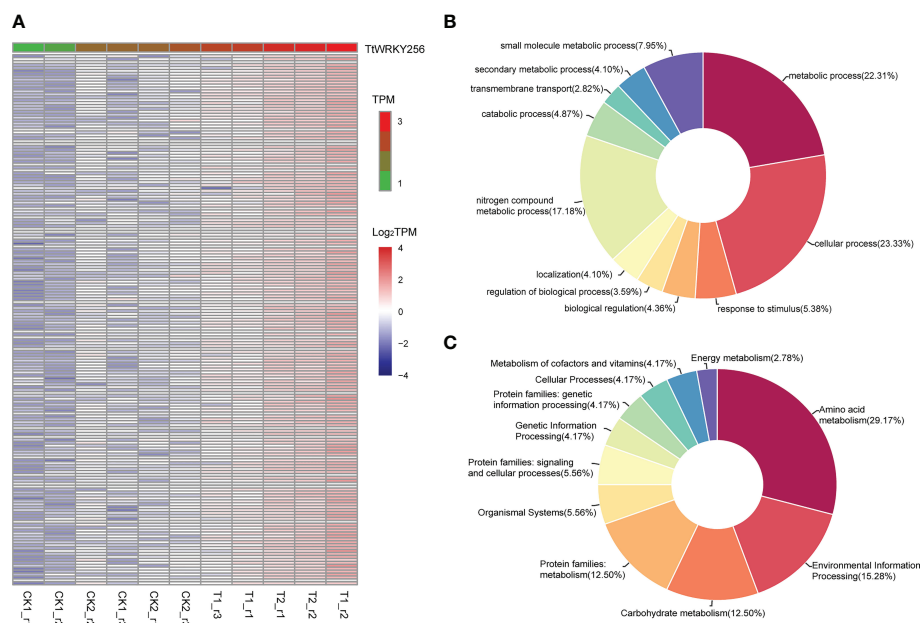 A
TtWRKY256
TPM
3
1
Log₂TPM
4
2
0
−2
−4
CK1_r
CK2_r
T1_r3
T1_r1
T2_r1
T2_r2
T1_r2
B
small molecule metabolic process(7.95%)
secondary metabolic process(4.10%)
transmembrane transport(2.82%)
catabolic process(4.87%)
nitrogen compound
metabolic process(17.18%)
localization(4.10%)
regulation of biological process(3.59%)
biological regulation(4.36%)
response to stimulus(5.38%)
cellular process(23.33%)
metabolic process(22.31%)
C
Energy metabolism(2.78%)
Metabolism of cofactors and vitamins(4.17%)
Cellular Processes(4.17%)
Protein families: genetic
information processing(4.17%)
Genetic Information
Processing(4.17%)
Protein families: signaling
and cellular processes(5.56%)
Organismal Systems(5.56%)
Protein families: metabolism(12.50%)
Carbohydrate metabolism(12.50%)
Environmental Information
Processing(15.28%)
Amino acid
metabolism(29.17%)